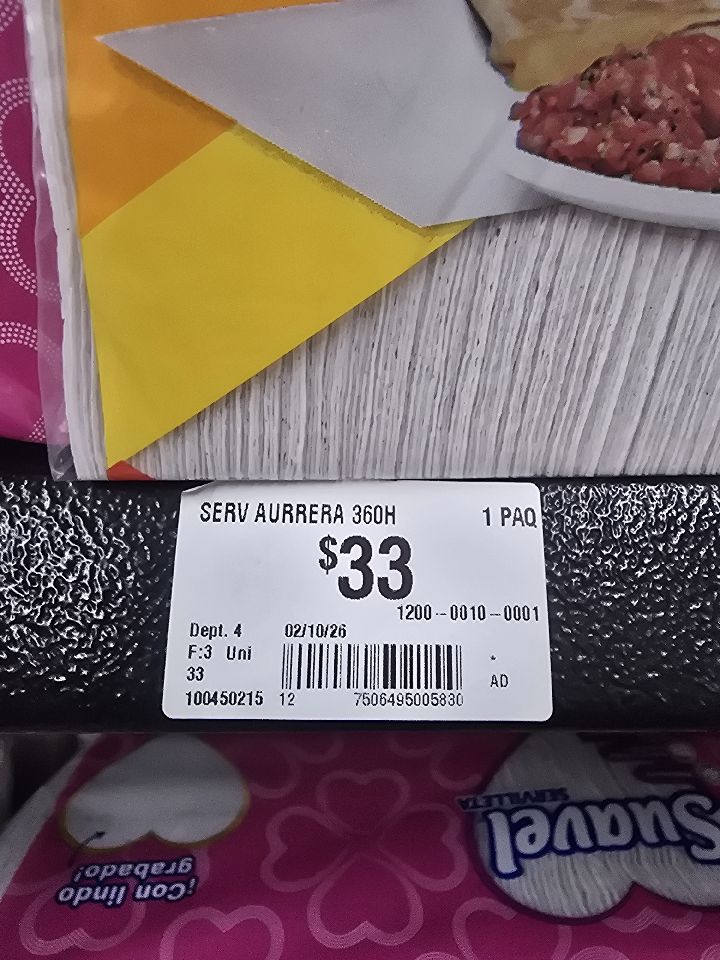 SERV AURRERA 360H 1 PAQ
$33
1200--0010-0001
Dept. 4 02/10/26
F:3 Uni
33
* AD
100450215 12 7506495005830
Suavel
SERVILLETA
¡Con lindo
grabado!